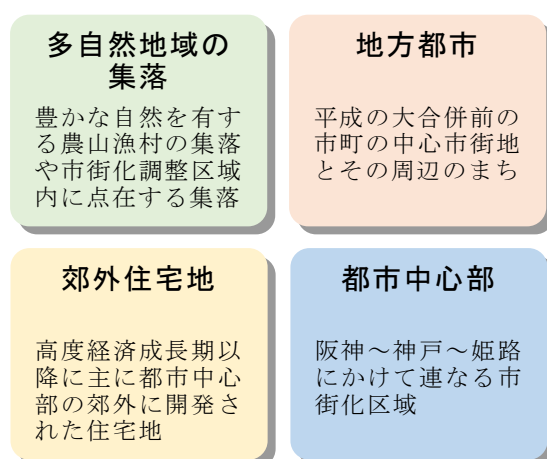 多自然地域の
集落
豊かな自然を有す
る農山漁村の集落
や市街化調整区域
内に点在する集落
地方都市
平成の大合併前の
市町の中心市街地
とその周辺のまち
郊外住宅地
高度経済成長期以
降に主に都市中心
部の郊外に開発さ
れた住宅地
都市中心部
阪神～神戸～姫路
にかけて連なる市
街化区域